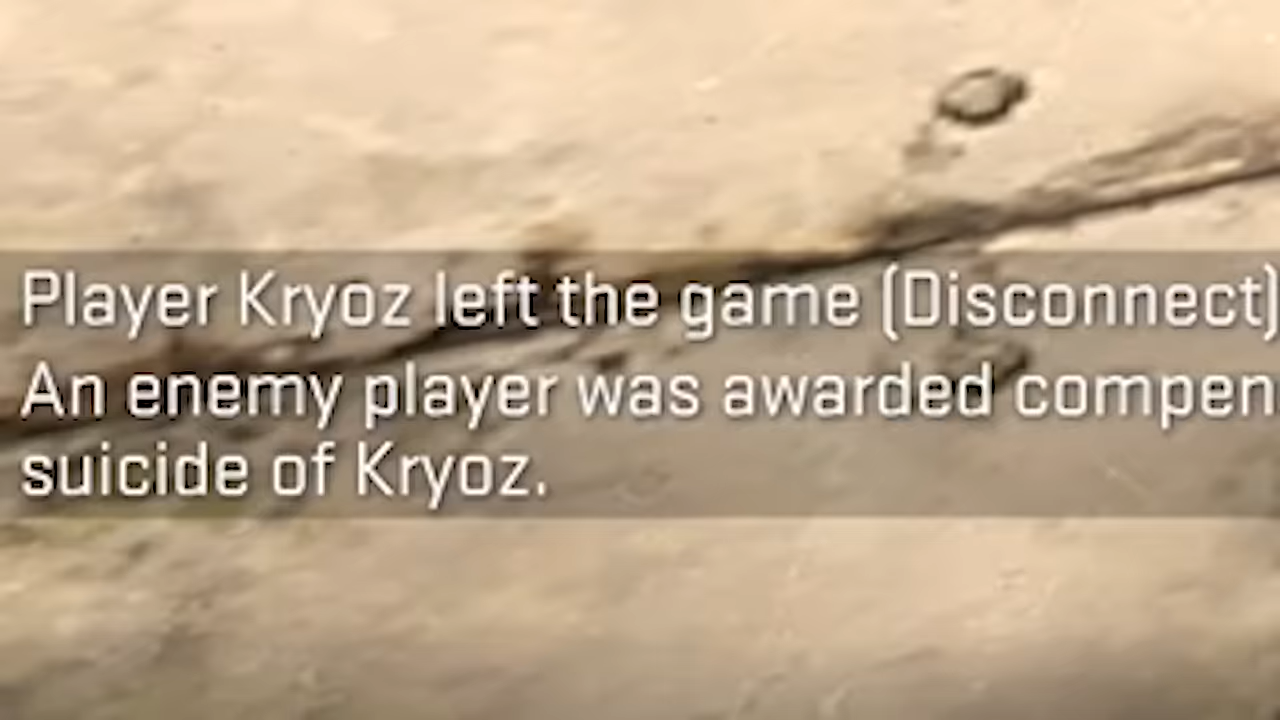 Player Kryoz left the game (Disconnect)
An enemy player was awarded compen
suicide of Kryoz.